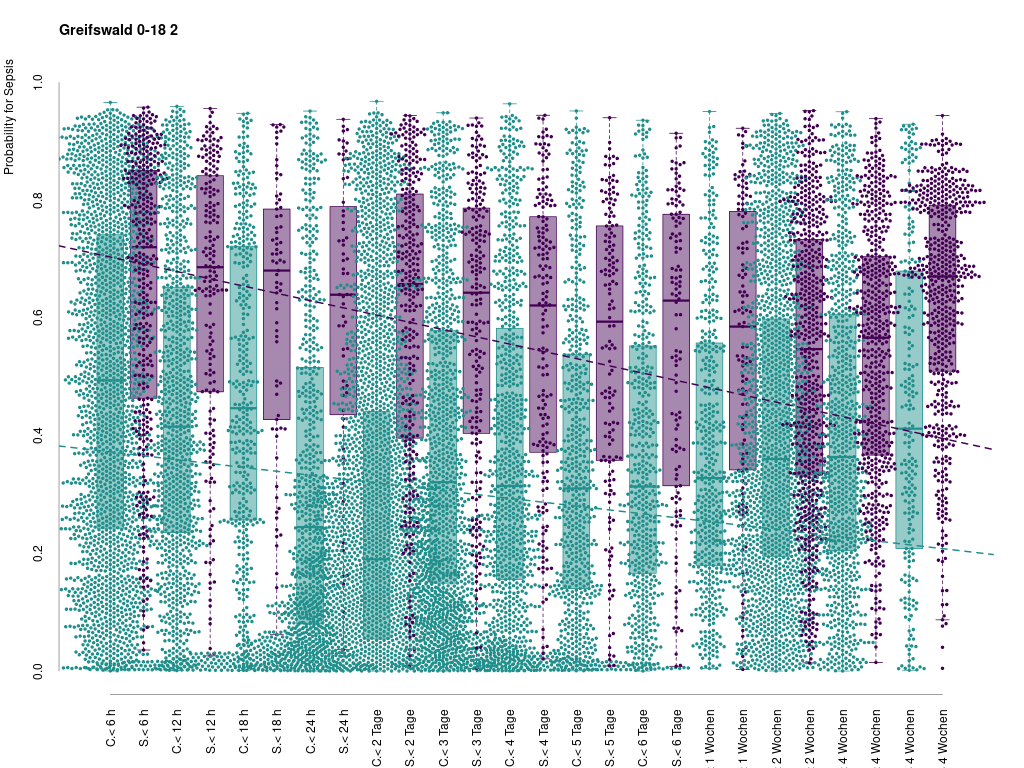 Greifswald 0-18 2
Probability for Sepsis
1.0
0.8
0.6
0.4
0.2
0.0
C.< 6 h
S.< 6 h
C.< 12 h
S.< 12 h
C.< 18 h
S.< 18 h
C.< 24 h
S.< 24 h
C.< 2 Tage
S.< 2 Tage
C.< 3 Tage
S.< 3 Tage
C.< 4 Tage
S.< 4 Tage
C.< 5 Tage
S.< 5 Tage
C.< 6 Tage
S.< 6 Tage
1 Wochen
1 Wochen
2 Wochen
2 Wochen
4 Wochen
4 Wochen
4 Wochen
4 Wochen